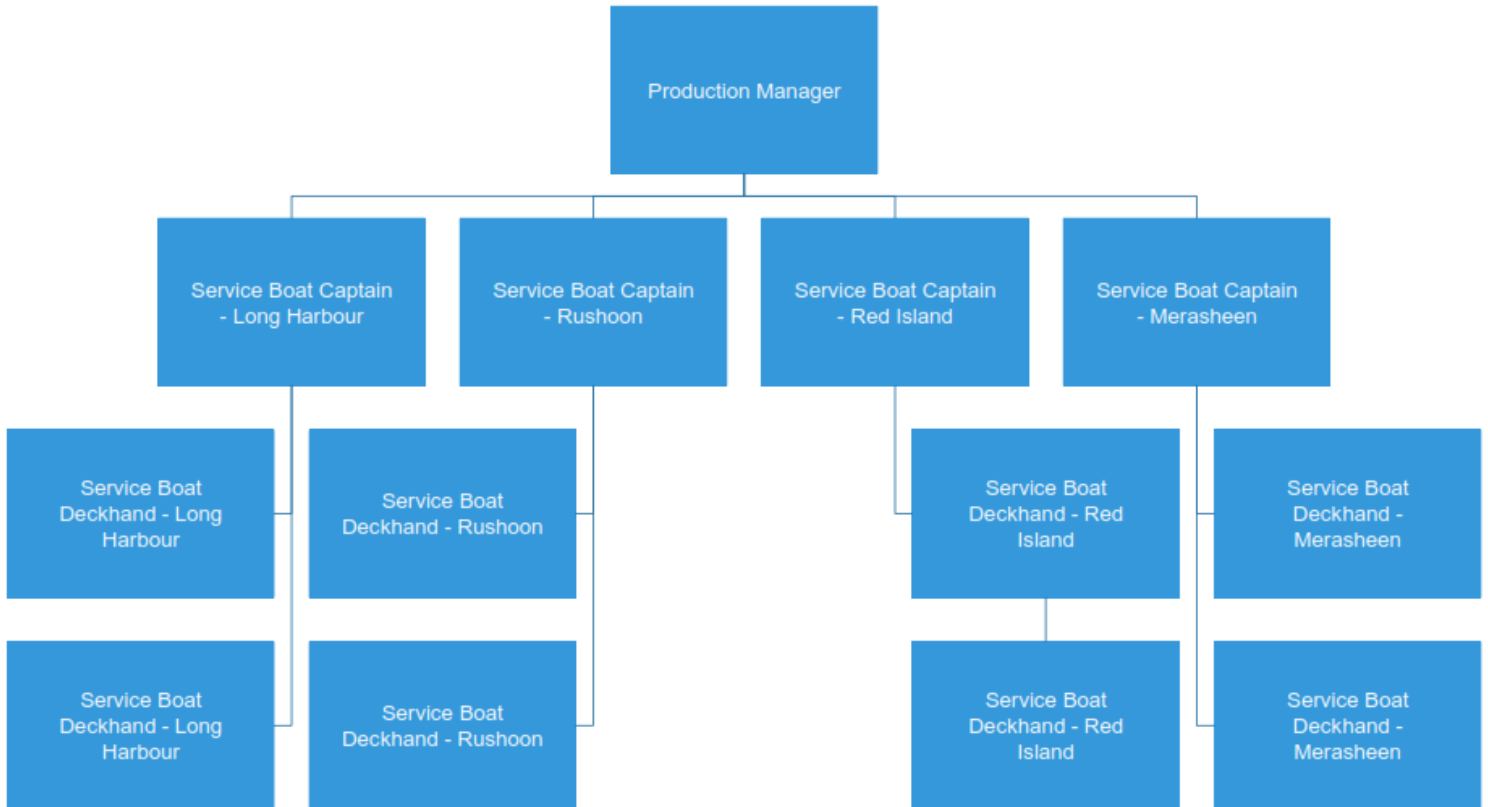 Production Manager
Service Boat Captain
- Long Harbour
Service Boat Captain
- Rushoon
Service Boat Captain
- Red Island
Service Boat Captain
- Merasheen
Service Boat
Deckhand - Long
Harbour
Service Boat
Deckhand - Rushoon
Service Boat
Deckhand - Red
Island
Service Boat
Deckhand -
Merasheen
Service Boat
Deckhand - Long
Harbour
Service Boat
Deckhand - Rushoon
Service Boat
Deckhand - Red
Island
Service Boat
Deckhand -
Merasheen